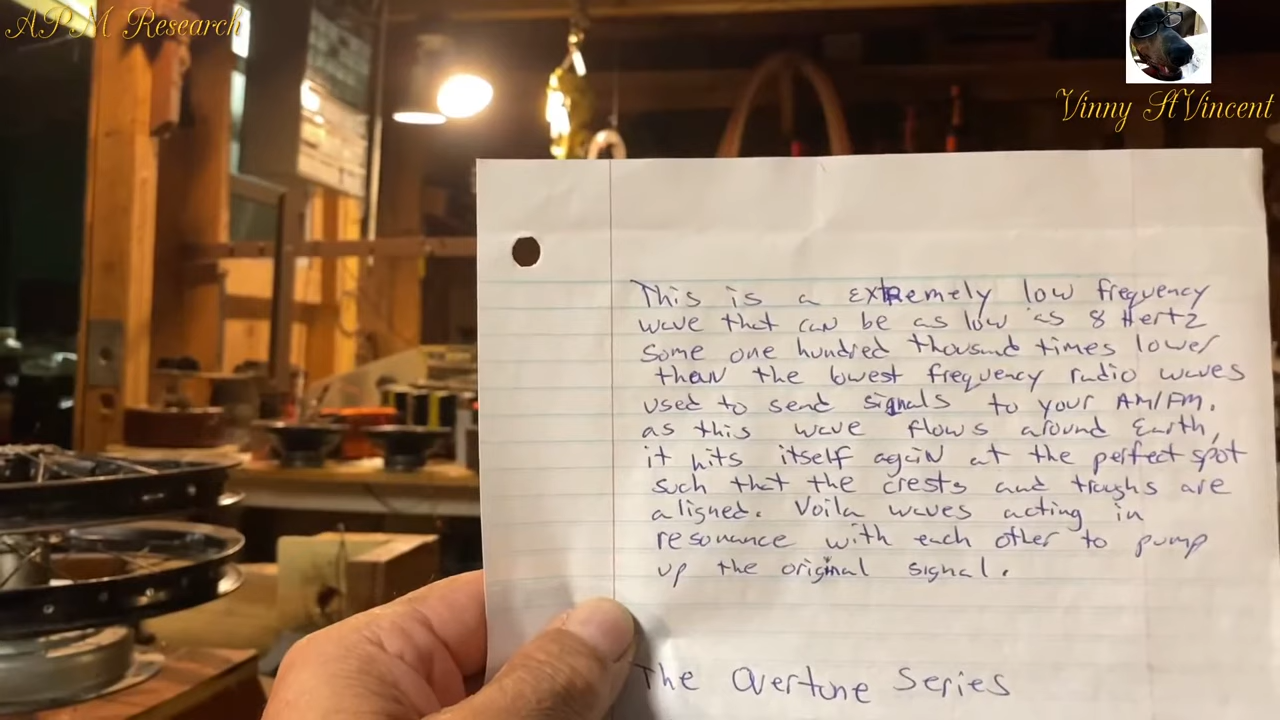 APM Research
Vinny StVincent
This is a extremely low frequency
wave that can be as low as 8 Hertz
some one hundred thousand times lower
than the lowest frequency radio waves
used to send signals to your AM/FM.
as this wave flows around Earth,
it hits itself again at the perfect spot
such that the crests and troughs are
aligned. Voila waves acting in
resonance with each other to pump
up the original signal.
The Overtone Series